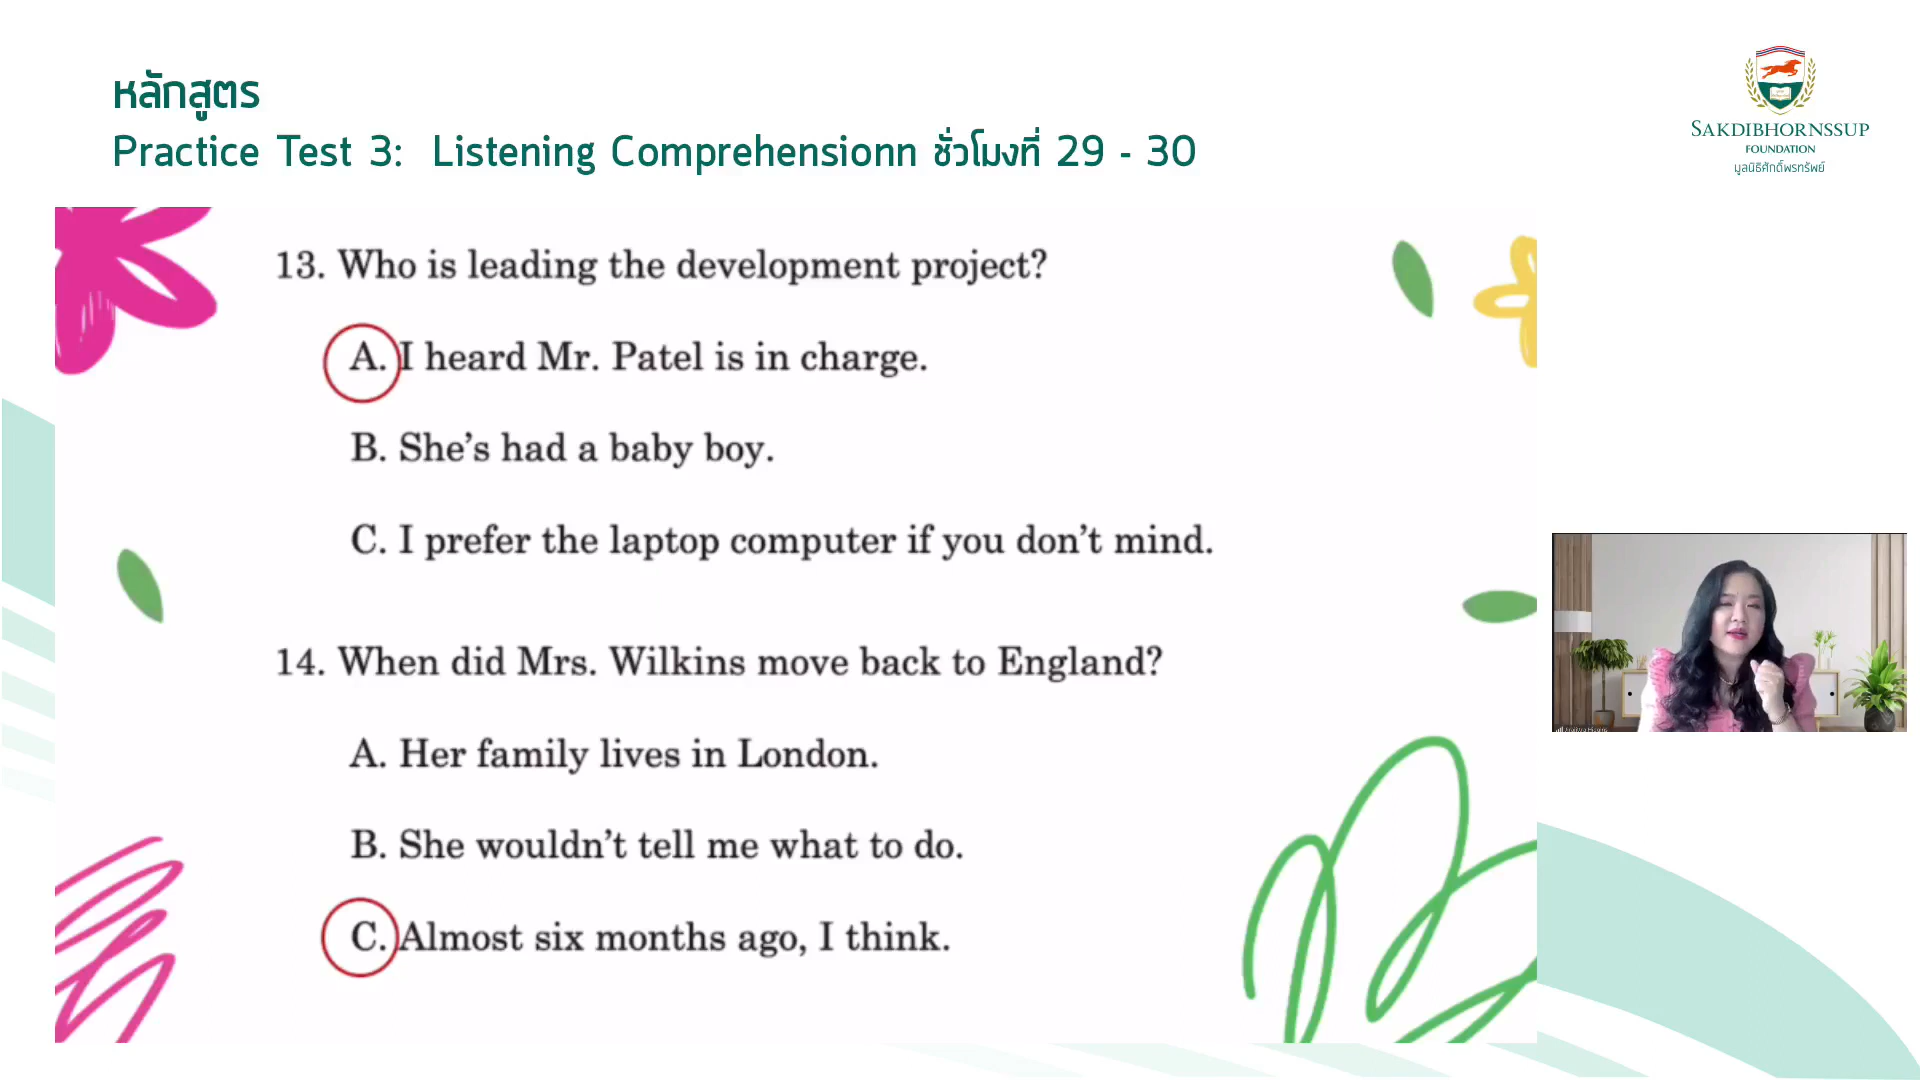 หลักสูตร
Practice Test 3: Listening Comprehensionn ชั่วโมงที่ 29 - 30
SAKDIBHORNSSUP
FOUNDATION
มูลนิธิศักดิ์พรทรัพย์
13. Who is leading the development project?
A. I heard Mr. Patel is in charge.
B. She’s had a baby boy.
C. I prefer the laptop computer if you don’t mind.
14. When did Mrs. Wilkins move back to England?
A. Her family lives in London.
B. She wouldn’t tell me what to do.
C. Almost six months ago, I think.